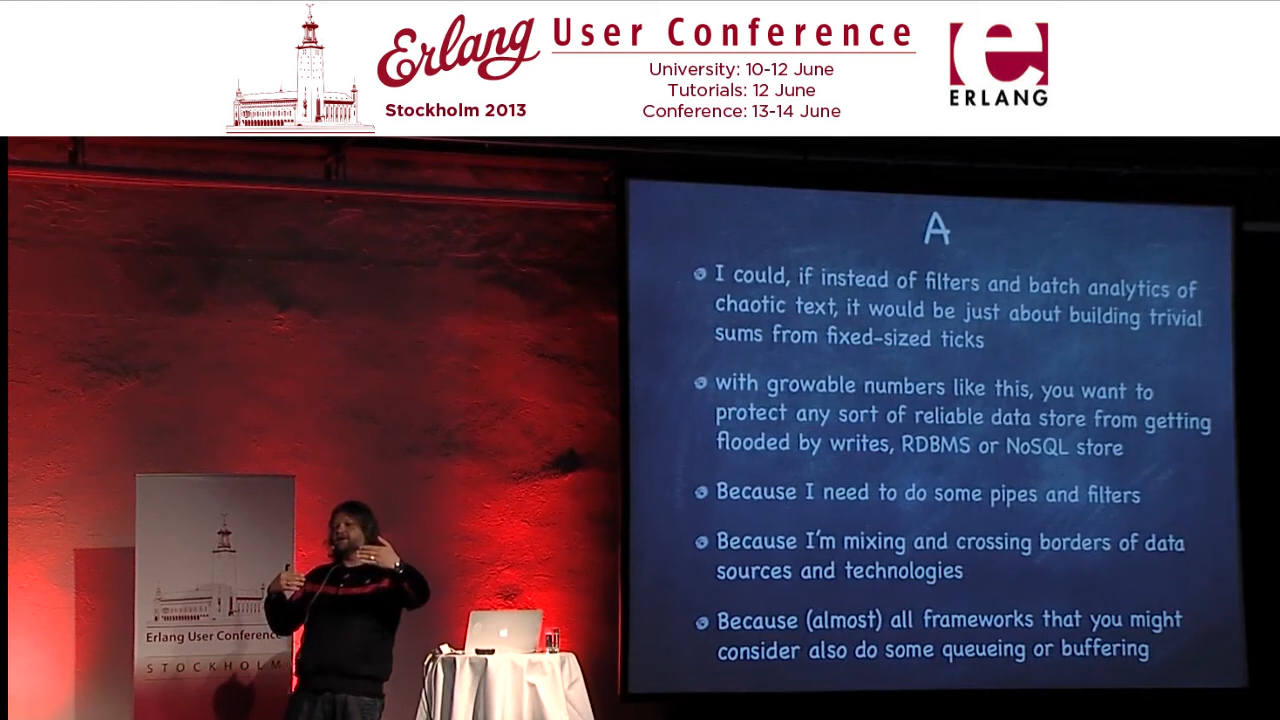 Erlang User Conference
University: 10-12 June
Tutorials: 12 June
Stockholm 2013
Conference: 13-14 June
ERLANG
A
I could, if instead of filters and batch analytics of
chaotic text, it would be just about building trivial
sums from fixed-sized ticks
with growable numbers like this, you want to
protect any sort of reliable data store from getting
flooded by writes, RDBMS or NoSQL store
Because I need to do some pipes and filters
Because I'm mixing and crossing borders of data
sources and technologies
Because (almost) all frameworks that you might
consider also do some queueing or buffering
Erlang User Conference
STOCKHOLM